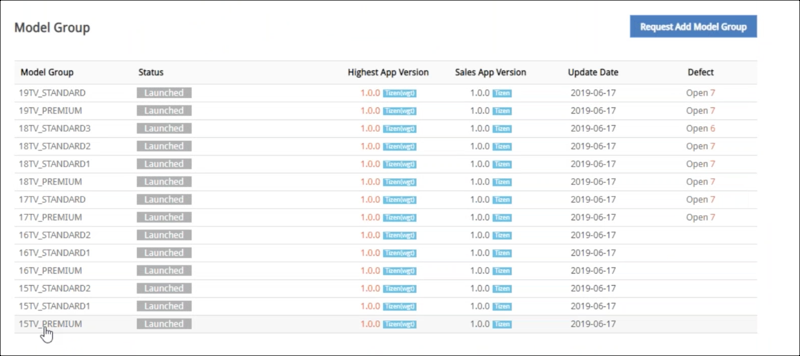 Model Group
Request Add Model Group
Model Group Status Highest App Version Sales App Version Update Date Defect
19TV_STANDARD Launched 1.0.0 Tizen(wgt) 1.0.0 Tizen 2019-06-17 Open 7
19TV_PREMIUM Launched 1.0.0 Tizen(wgt) 1.0.0 Tizen 2019-06-17 Open 7
18TV_STANDARD3 Launched 1.0.0 Tizen(wgt) 1.0.0 Tizen 2019-06-17 Open 6
18TV_STANDARD2 Launched 1.0.0 Tizen(wgt) 1.0.0 Tizen 2019-06-17 Open 7
18TV_STANDARD1 Launched 1.0.0 Tizen(wgt) 1.0.0 Tizen 2019-06-17 Open 7
18TV_PREMIUM Launched 1.0.0 Tizen(wgt) 1.0.0 Tizen 2019-06-17 Open 7
17TV_STANDARD Launched 1.0.0 Tizen(wgt) 1.0.0 Tizen 2019-06-17 Open 7
17TV_PREMIUM Launched 1.0.0 Tizen(wgt) 1.0.0 Tizen 2019-06-17 Open 7
16TV_STANDARD2 Launched 1.0.0 Tizen(wgt) 1.0.0 Tizen 2019-06-17
16TV_STANDARD1 Launched 1.0.0 Tizen(wgt) 1.0.0 Tizen 2019-06-17
16TV_PREMIUM Launched 1.0.0 Tizen(wgt) 1.0.0 Tizen 2019-06-17
15TV_STANDARD2 Launched 1.0.0 Tizen(wgt) 1.0.0 Tizen 2019-06-17
15TV_STANDARD1 Launched 1.0.0 Tizen(wgt) 1.0.0 Tizen 2019-06-17
15TV_PREMIUM Launched 1.0.0 Tizen(wgt) 1.0.0 Tizen 2019-06-17